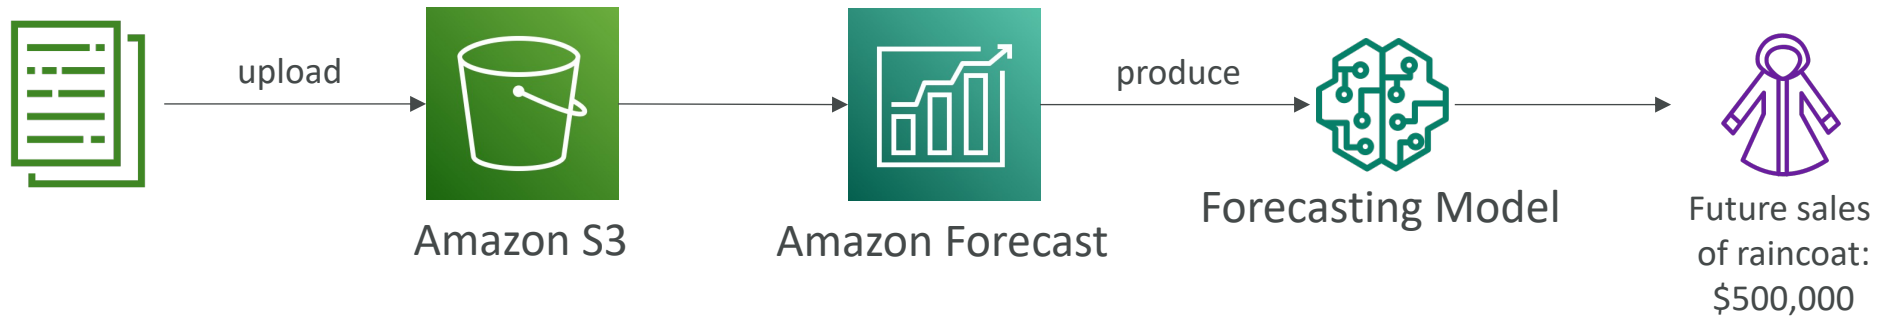 upload
Amazon S3
Amazon Forecast
produce
Forecasting Model
Future sales
of raincoat:
$500,000